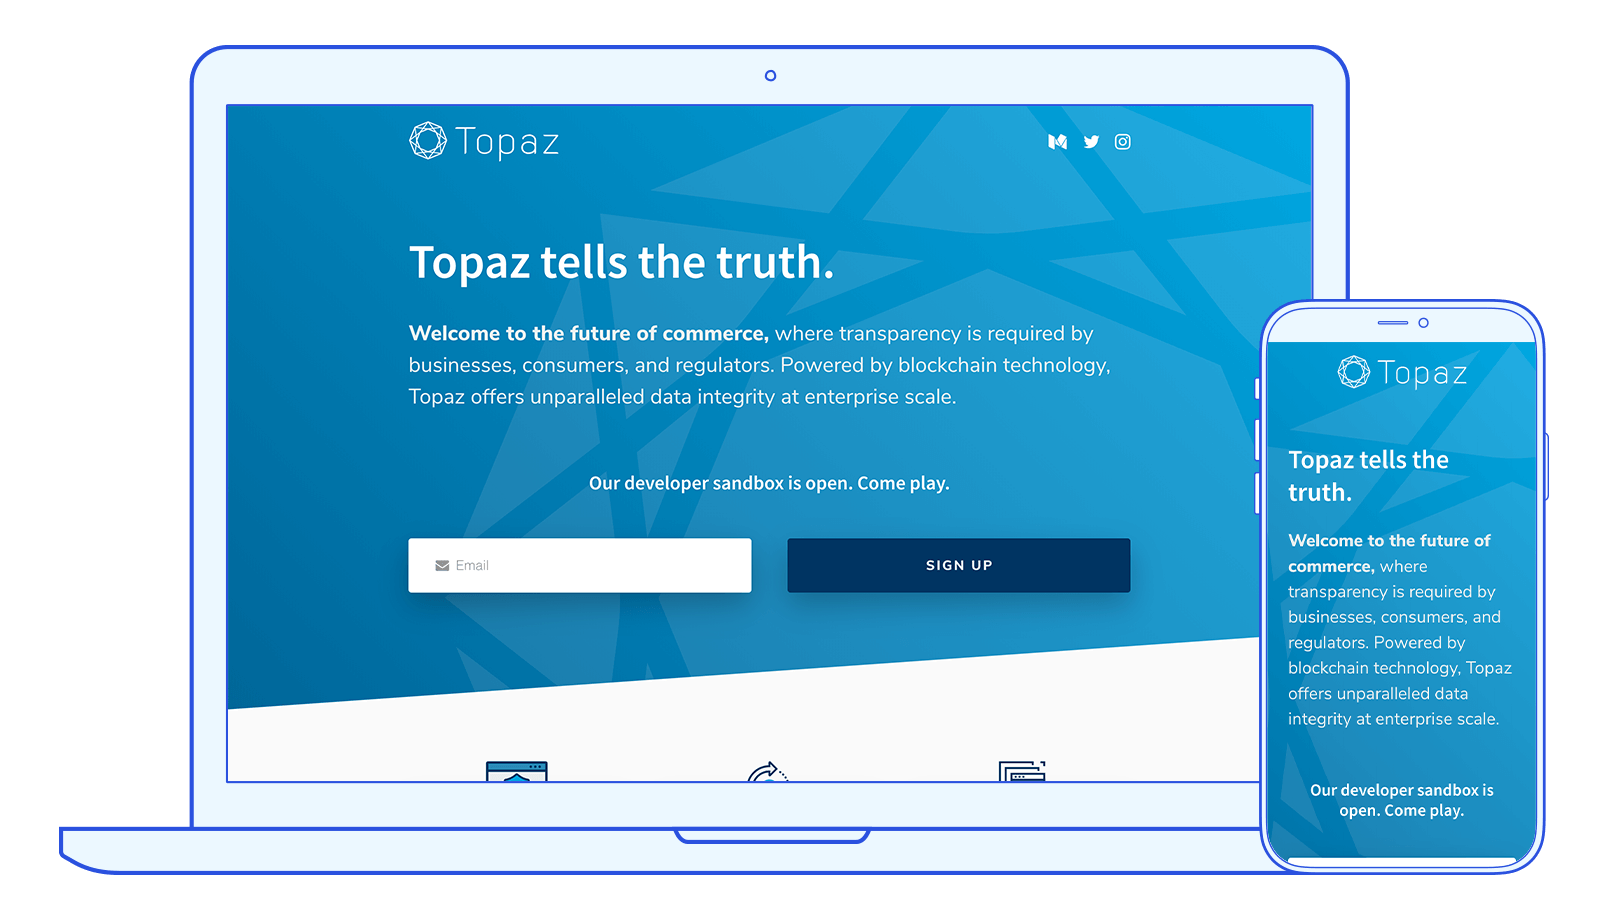 Topaz
Topaz tells the truth.
Welcome to the future of commerce, where transparency is required by
businesses, consumers, and regulators. Powered by blockchain technology,
Topaz offers unparalleled data integrity at enterprise scale.
Our developer sandbox is open. Come play.
Email
SIGN UP
Topaz
Topaz tells the
truth.
Welcome to the future of
commerce, where
transparency is required by
businesses, consumers, and
regulators. Powered by
blockchain technology, Topaz
offers unparalleled data
integrity at enterprise scale.
Our developer sandbox is
open. Come play.